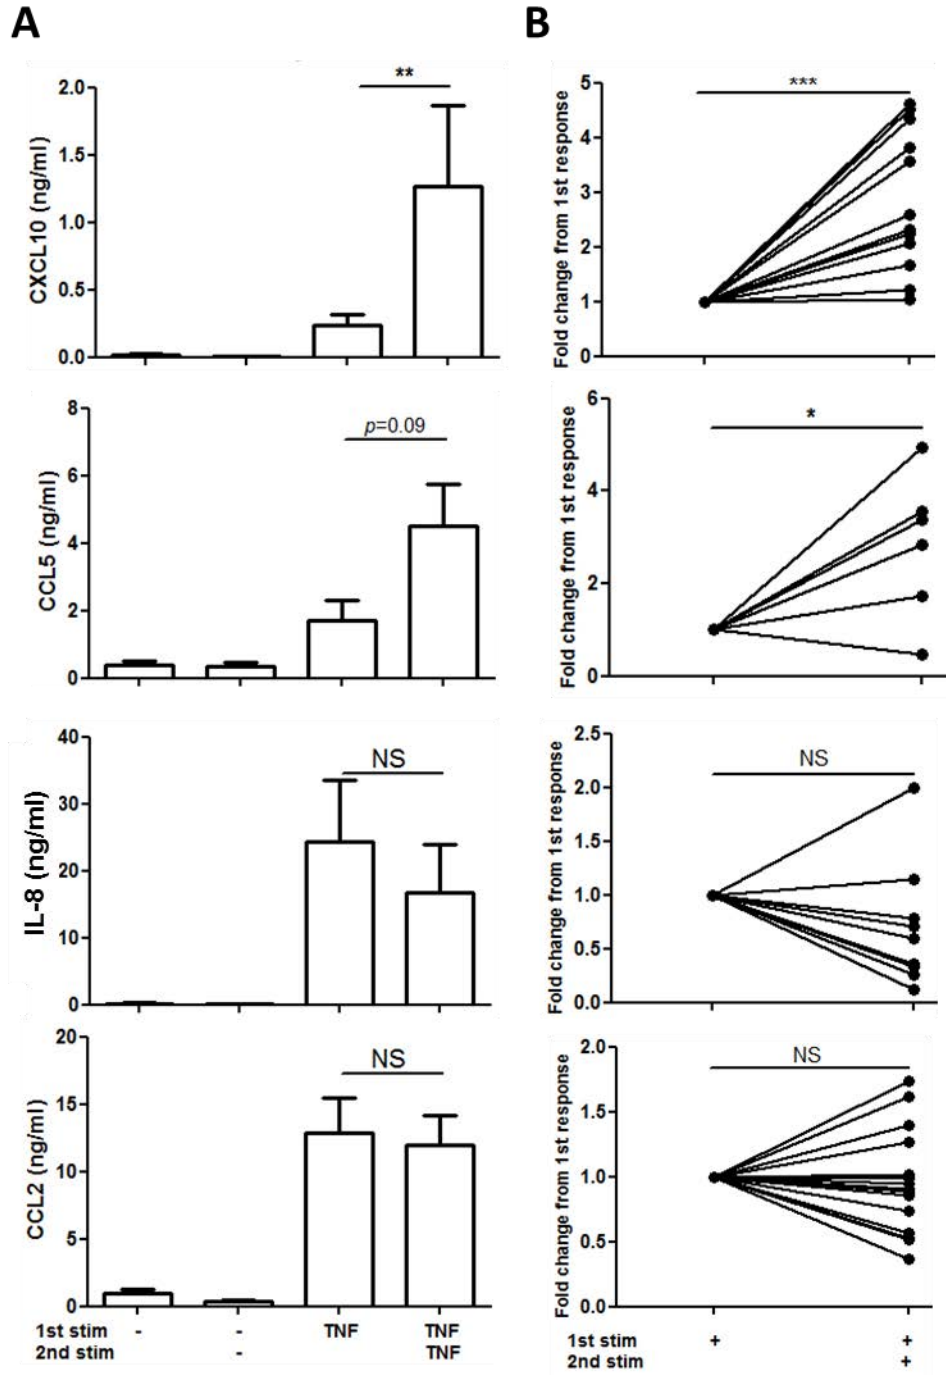 A
B
CXCL10 (ng/ml)
2.0
1.5
1.0
0.5
0.0
**
Fold change from 1st response
5
4
3
2
1
0
***
CCL5 (ng/ml)
8
6
4
2
0
p=0.09
Fold change from 1st response
6
4
2
0
*
IL-8 (ng/ml)
40
30
20
10
0
NS
Fold change from 1st response
2.5
2.0
1.5
1.0
0.5
0.0
NS
CCL2 (ng/ml)
20
15
10
5
0
NS
Fold change from 1st response
2.0
1.5
1.0
0.5
0.0
NS
1st stim - - TNF TNF
2nd stim - TNF
1st stim + +
2nd stim +